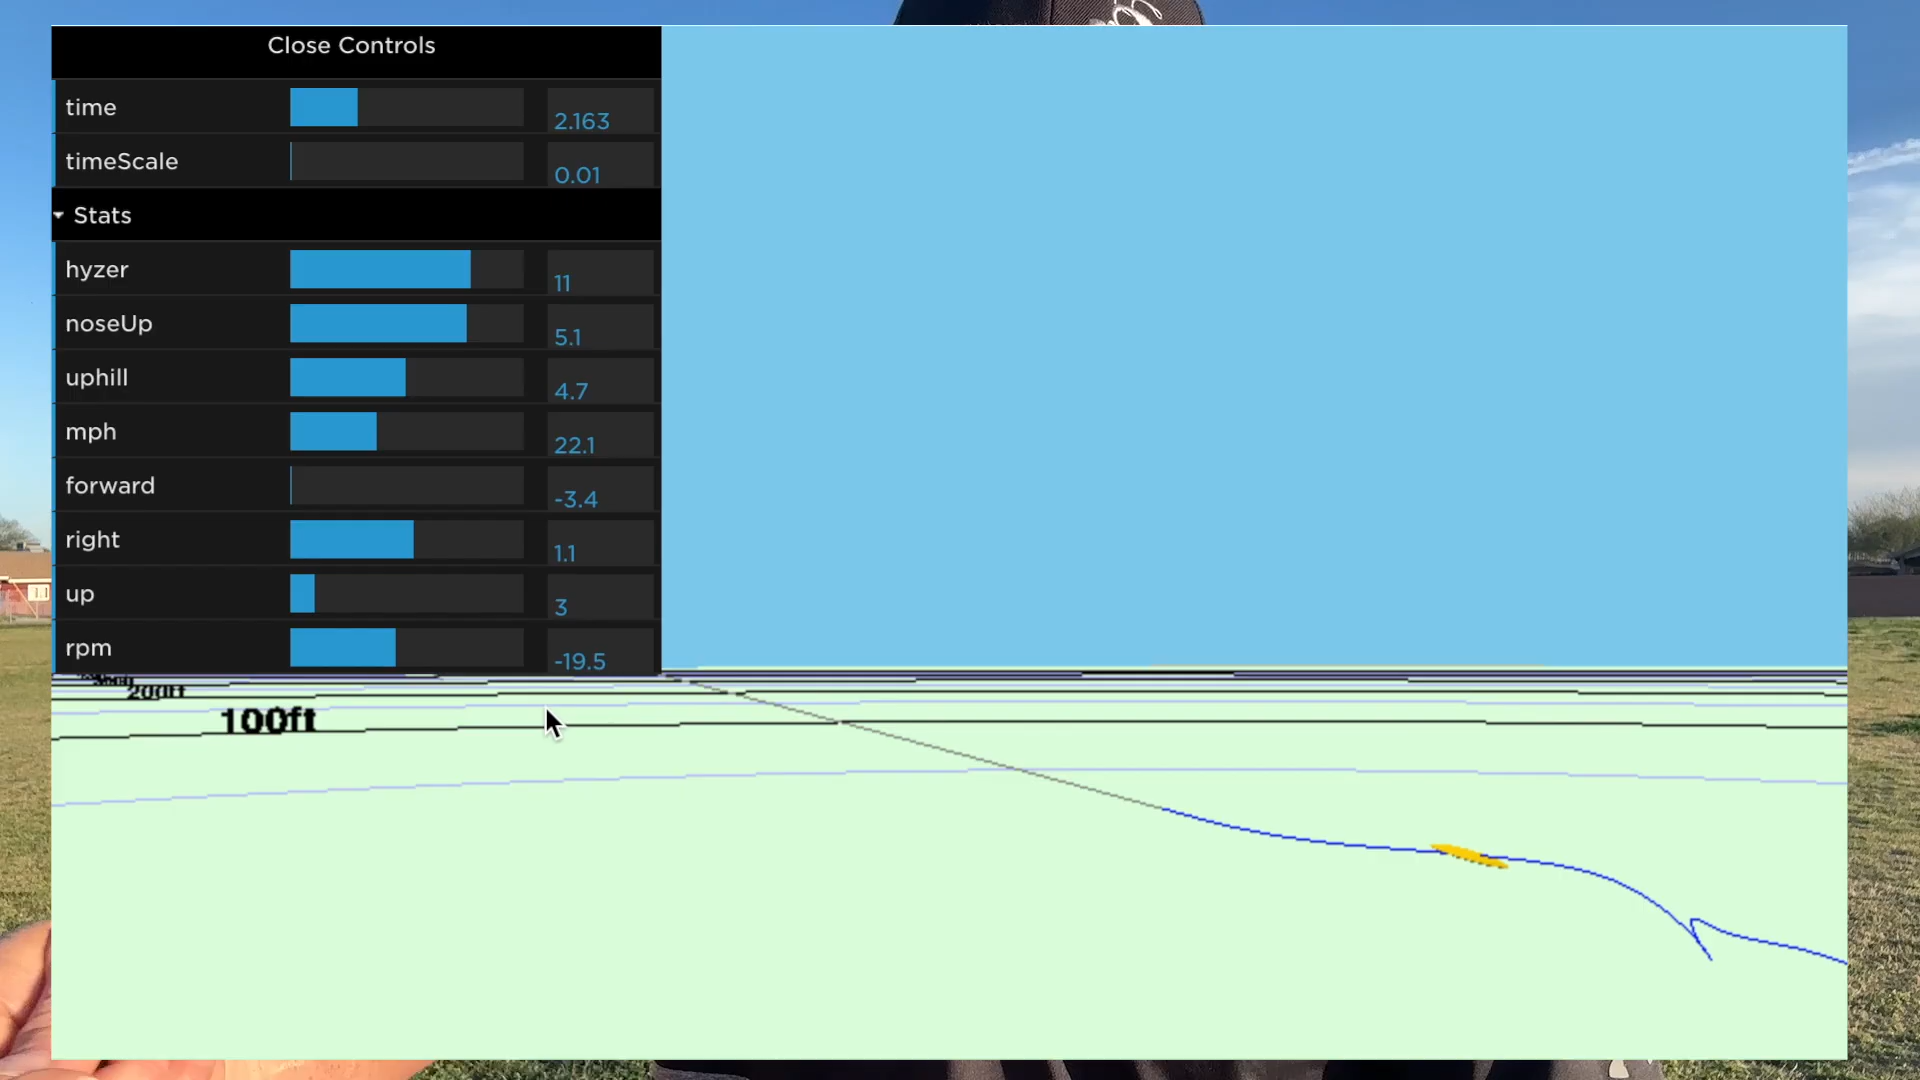 Close Controls
time 2.163
timeScale 0.01
Stats
hyzer 11
noseUp 5.1
uphill 4.7
mph 22.1
forward -3.4
right 1.1
up 3
rpm -19.5
200ft
100ft